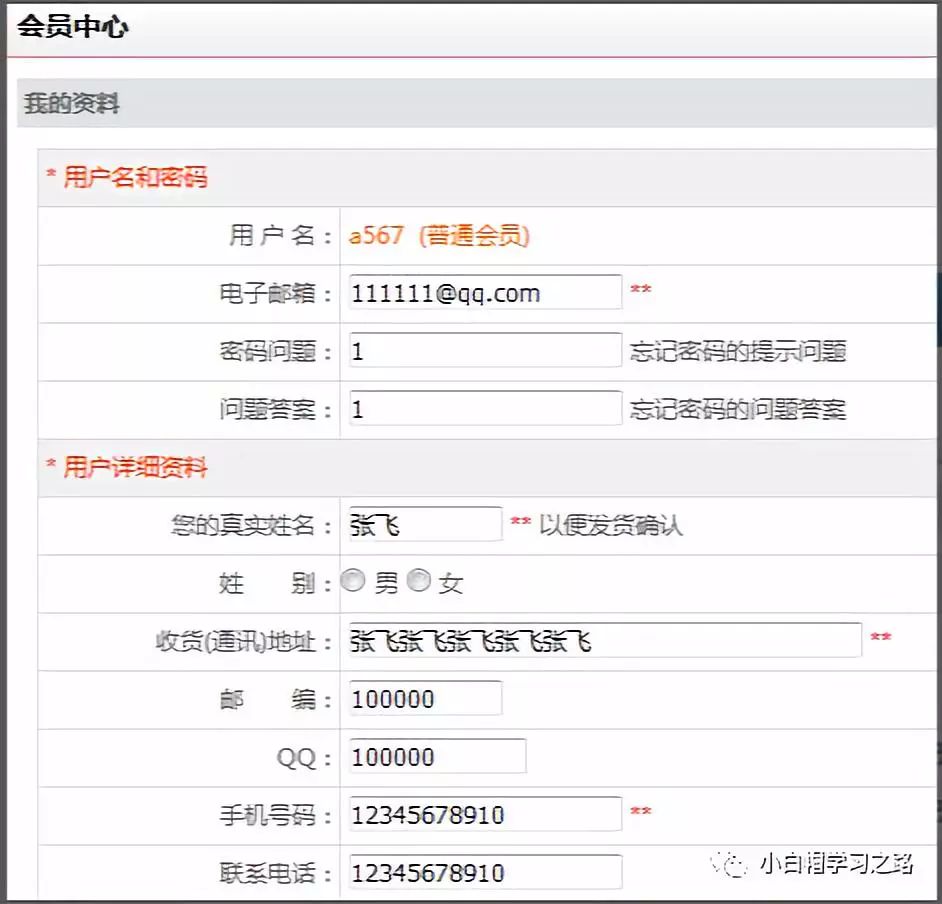 会员中心
我的资料
* 用户名和密码
用 户 名： a567 (普通会员)
电子邮箱： 111111@qq.com **
密码问题： 1 忘记密码的提示问题
问题答案： 1 忘记密码的问题答案
* 用户详细资料
您的真实姓名： 张飞 ** 以便发货确认
姓 别： 男 女
收货(通讯)地址： 张飞张飞张飞张飞张飞 **
邮 编： 100000
QQ： 100000
手机号码： 12345678910 **
联系电话： 12345678910
小白帽学习之路